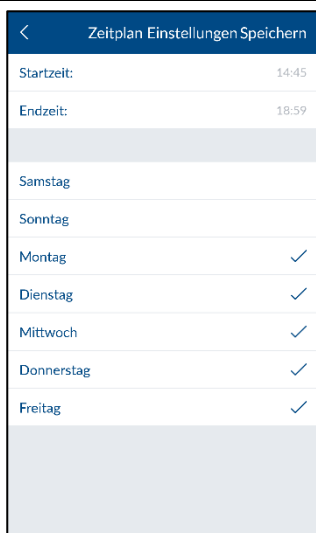 Zeitplan Einstellungen Speichern
Startzeit: 14:45
Endzeit: 18:59
Samstag
Sonntag
Montag
Dienstag
Mittwoch
Donnerstag
Freitag